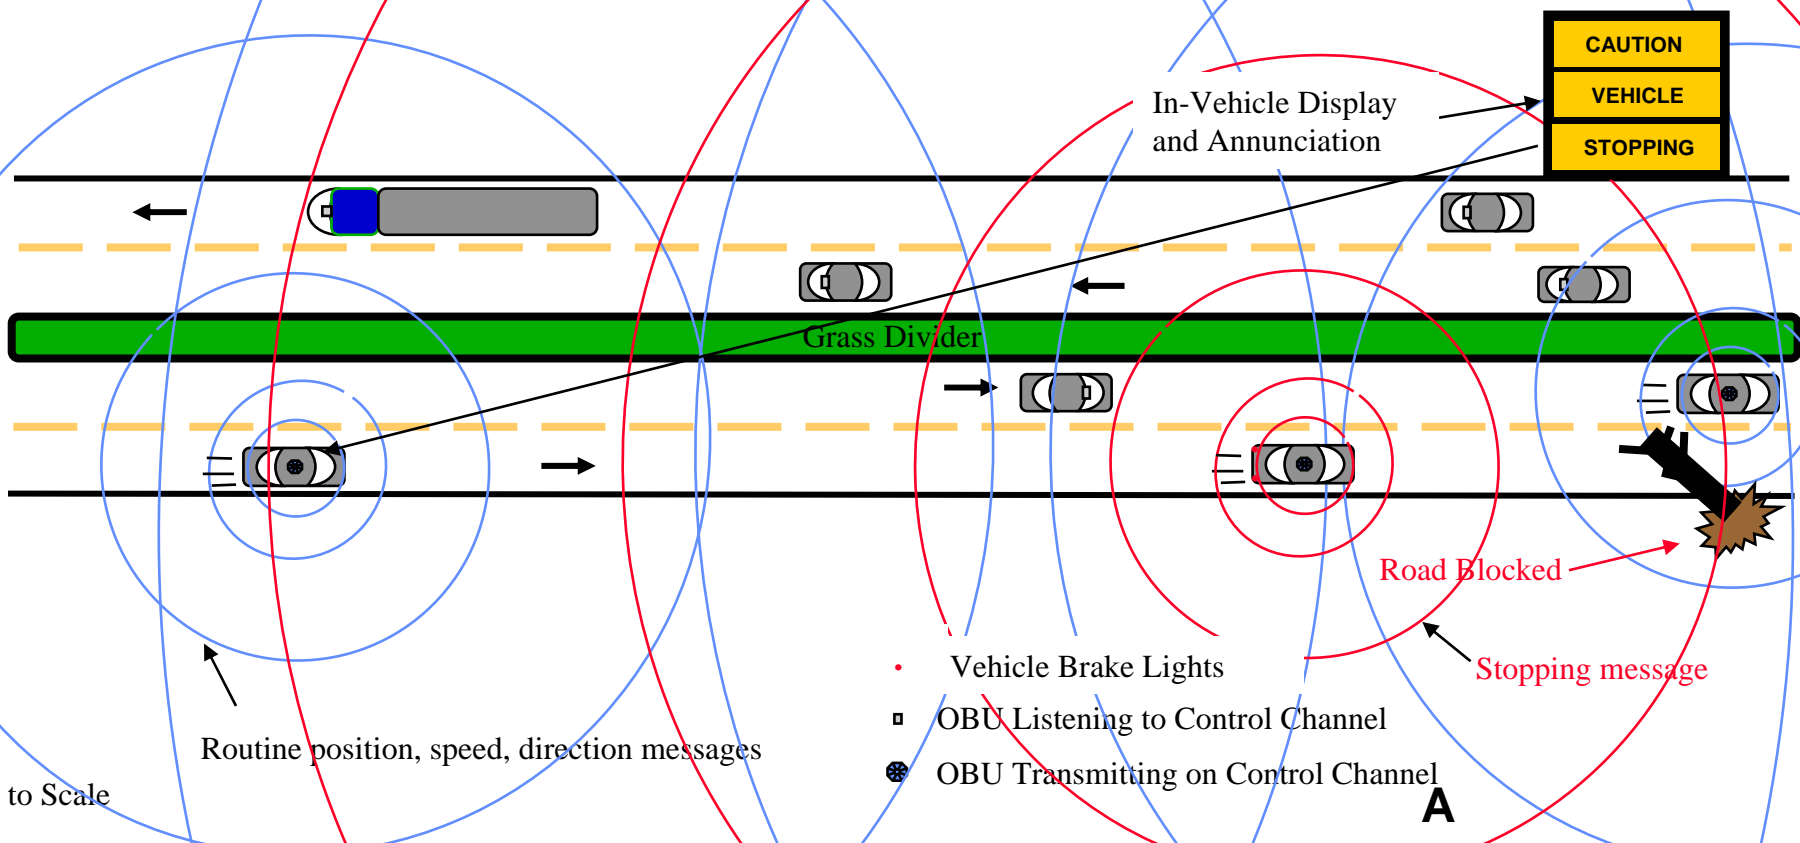 CAUTION
VEHICLE
STOPPING
In-Vehicle Display
and Annunciation
Grass Divider
Road Blocked
Stopping message
Vehicle Brake Lights
OBU Listening to Control Channel
OBU Transmitting on Control Channel
Routine position, speed, direction messages
to Scale
A